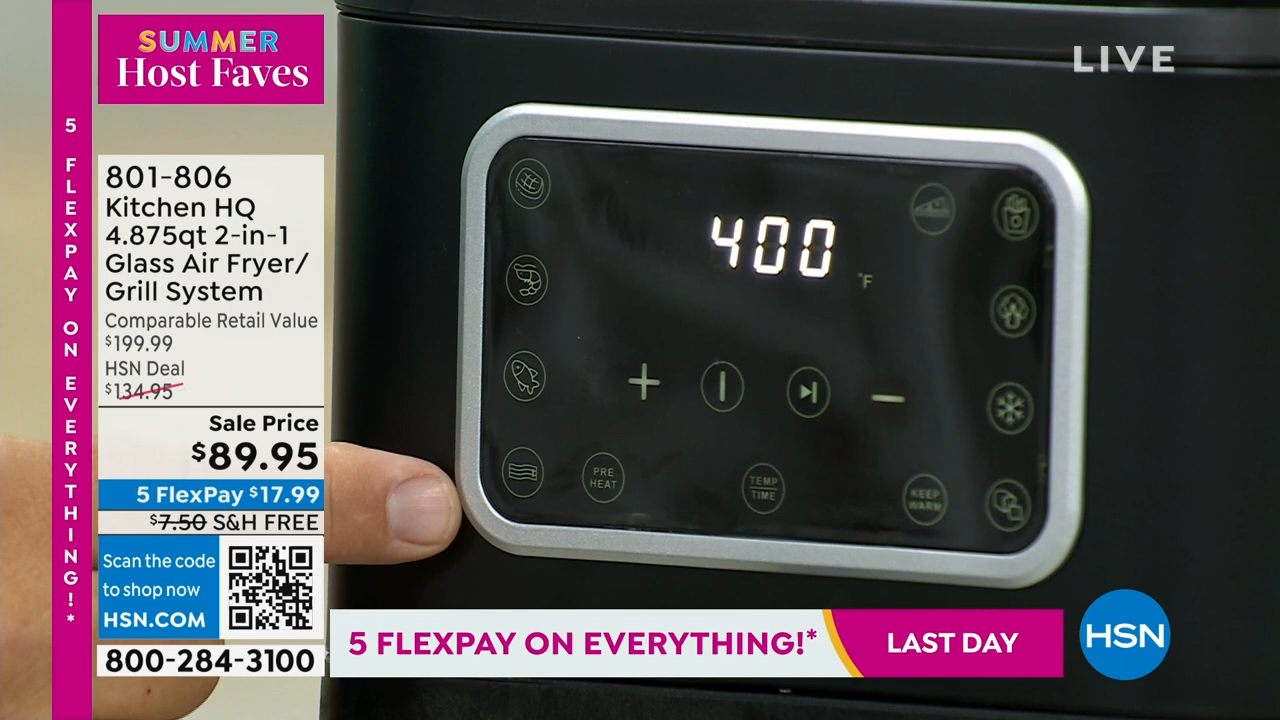 SUMMER
Host Faves
LIVE
5 FLEXPAY ON EVERYTHING!*
801-806
Kitchen HQ
4.875qt 2-in-1
Glass Air Fryer/
Grill System
Comparable Retail Value
$199.99
HSN Deal
$134.95
Sale Price
$89.95
5 FlexPay $17.99
$7.50 S&H FREE
Scan the code
to shop now
HSN.COM
800-284-3100
400
°F
PRE
HEAT
TEMP
TIME
KEEP
WARM
5 FLEXPAY ON EVERYTHING!*
LAST DAY
HSN